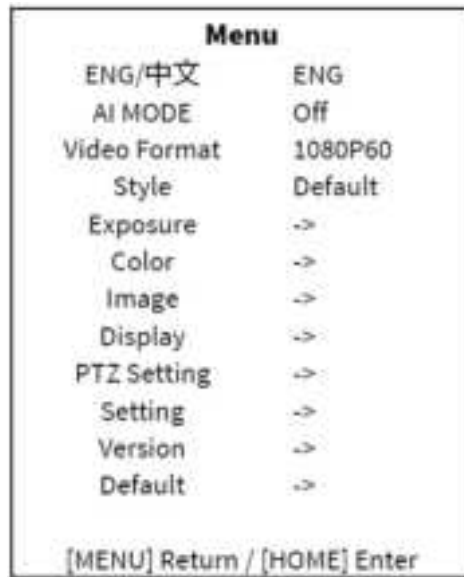 Menu
ENG/中文 ENG
AI MODE Off
Video Format 1080P60
Style Default
Exposure ->
Color ->
Image ->
Display ->
PTZ Setting ->
Setting ->
Version ->
Default ->
[MENU] Return / [HOME] Enter